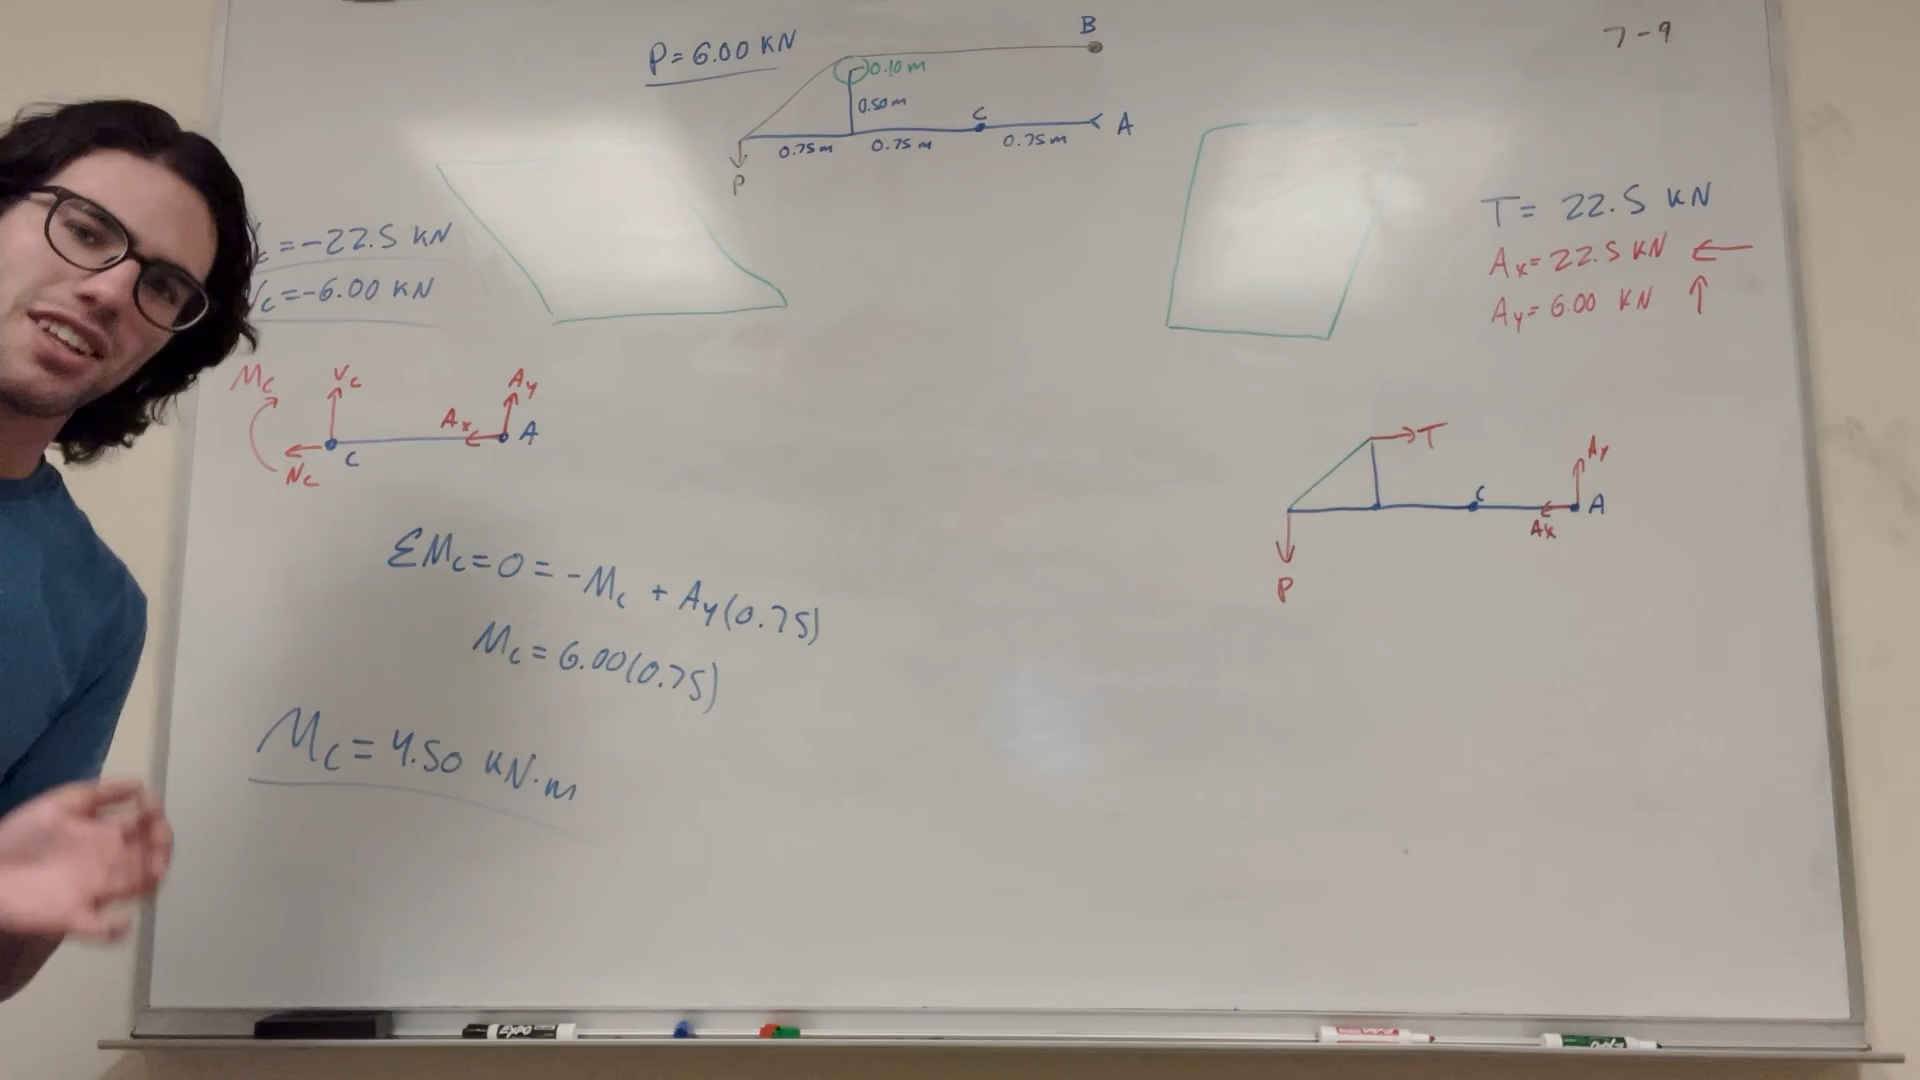 7-9
P = 6.00 KN
B
0.10 m
0.50 m
C
A
0.75 m
0.75 m
0.75 m
P
= -22.5 KN
Vc = -6.00 KN
T = 22.5 KN
Ax = 22.5 KN ←
Ay = 6.00 KN ↑
Mc
Vc
Ay
Ax
A
Nc
C
T
Ay
C
A
Ax
P
ΣMc = 0 = -Mc + Ay(0.75)
Mc = 6.00(0.75)
Mc = 4.50 KN·m
EXPO